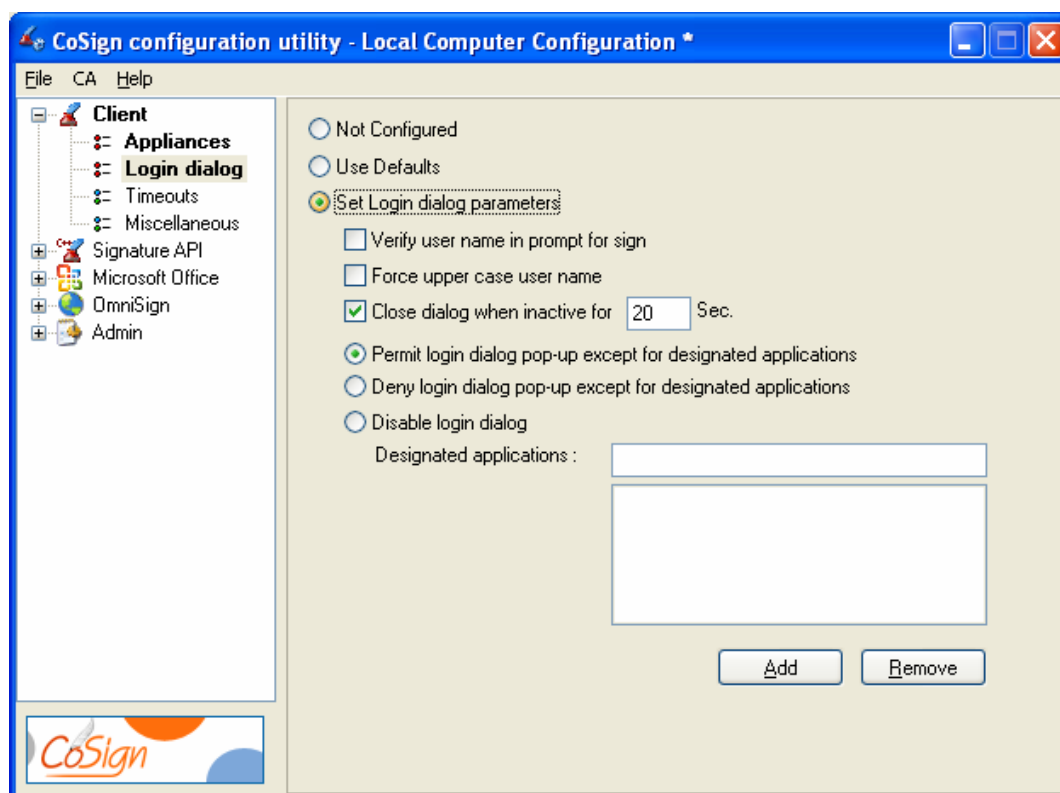 CoSign configuration utility - Local Computer Configuration *
File CA Help
Client
Appliances
Login dialog
Timeouts
Miscellaneous
C++
Signature API
Microsoft Office
OmniSign
Admin
Not Configured
Use Defaults
Set Login dialog parameters
Verify user name in prompt for sign
Force upper case user name
Close dialog when inactive for 20 Sec.
Permit login dialog pop-up except for designated applications
Deny login dialog pop-up except for designated applications
Disable login dialog
Designated applications :
Add Remove
CoSign